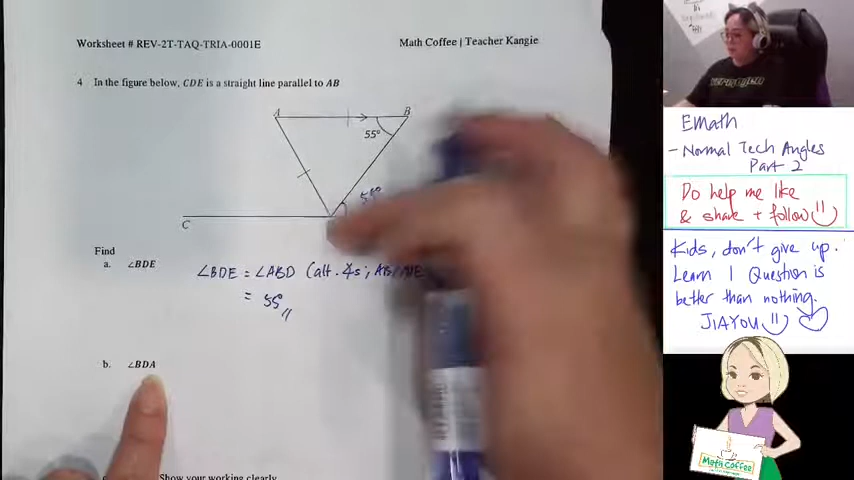 Worksheet # REV-2T-TAQ-TRIA-0001E
Math Coffee | Teacher Kangie
4 In the figure below, CDE is a straight line parallel to AB
A
B
55°
55°
C
Find
a. ∠BDE
∠BDE = ∠ABD (alt. ∠s; AB//
= 55°
b. ∠BDA
Show your working clearly
EMath
- Normal Tech Angles
Part 2
Do help me like
& share + follow
Kids, don't give up.
Learn 1 Question is
better than nothing.
JIAYOU
Math Coffee